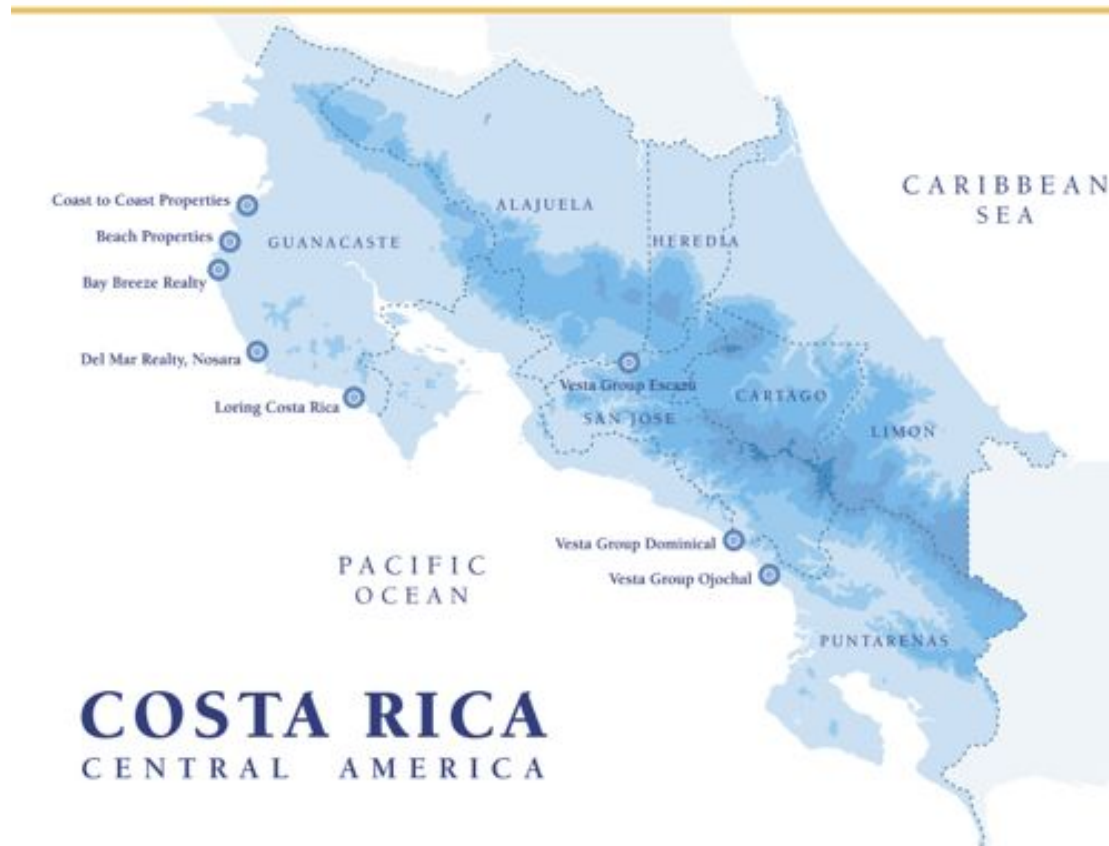 CARIBBEAN
SEA
Coast to Coast Properties
ALAJUELA
Beach Properties
GUANACASTE
HEREDIA
Bay Breeze Realty
Del Mar Realty, Nosara
Vesta Group Escazú
CARTAGO
Loring Costa Rica
SAN JOSE
LIMON
Vesta Group Dominical
PACIFIC
OCEAN
Vesta Group Ojochal
PUNTARENAS
COSTA RICA
CENTRAL AMERICA